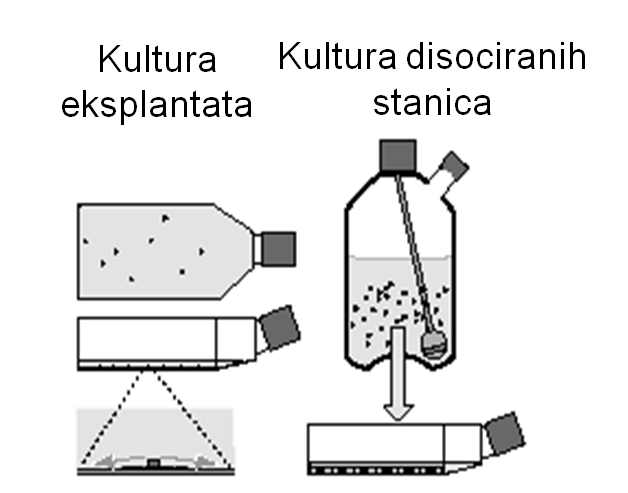 Kultura
eksplantata
Kultura disociranih
stanica